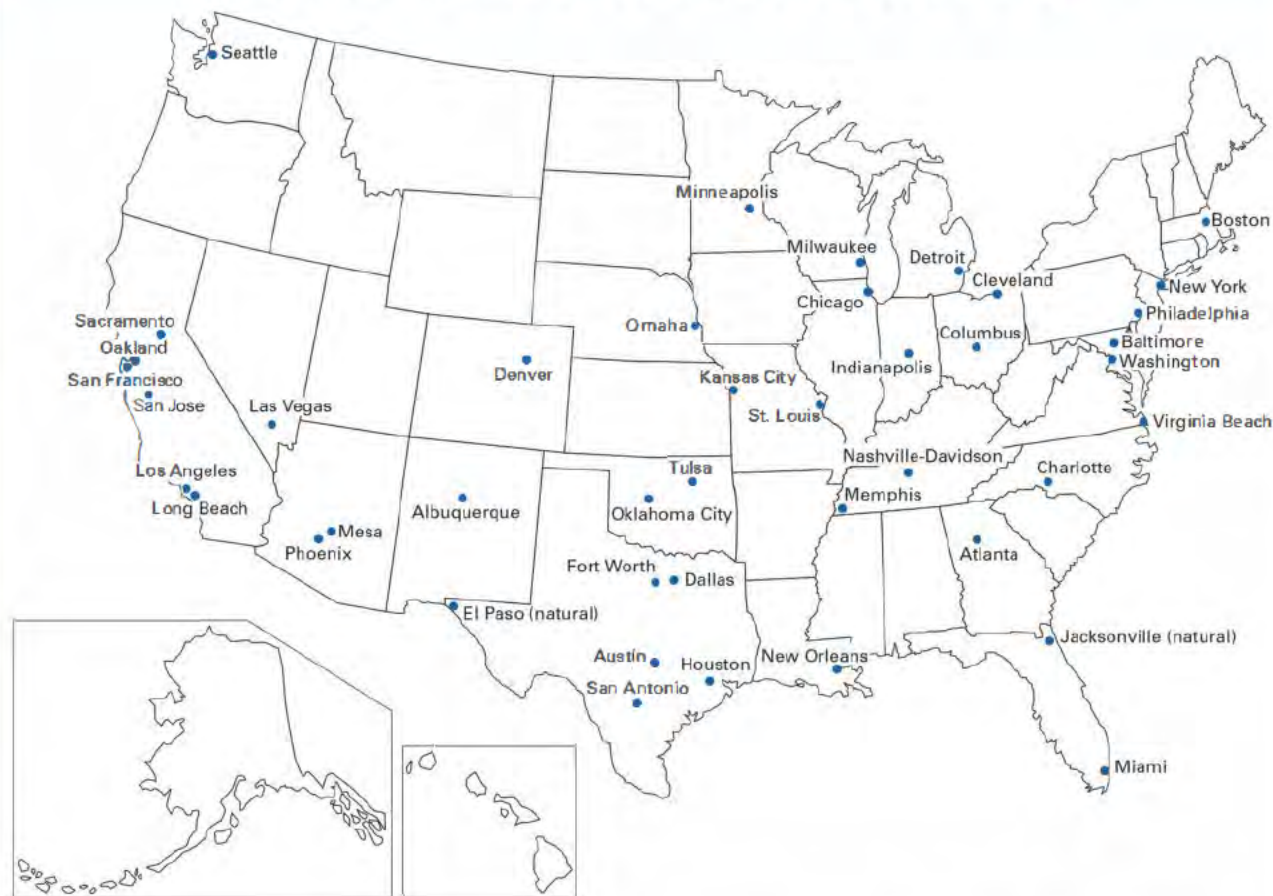 Seattle
Minneapolis
Boston
Milwaukee
Detroit
Cleveland
New York
Chicago
Philadelphia
Sacramento
Omaha
Columbus
Baltimore
Oakland
Washington
Denver
Indianapolis
San Francisco
Kansas City
San Jose
Las Vegas
St. Louis
Virginia Beach
Nashville-Davidson
Los Angeles
Tulsa
Charlotte
Long Beach
Albuquerque
Oklahoma City
Memphis
Mesa
Phoenix
Atlanta
Fort Worth
Dallas
El Paso (natural)
Jacksonville (natural)
Austin
Houston
New Orleans
San Antonio
Miami